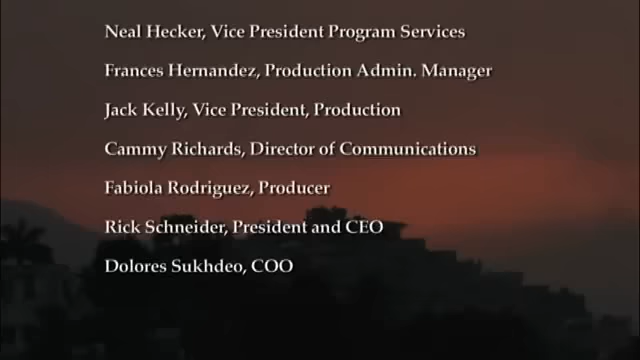 Neal Hecker, Vice President Program Services
Frances Hernandez, Production Admin. Manager
Jack Kelly, Vice President, Production
Cammy Richards, Director of Communications
Fabiola Rodriguez, Producer
Rick Schneider, President and CEO
Dolores Sukhdeo, COO